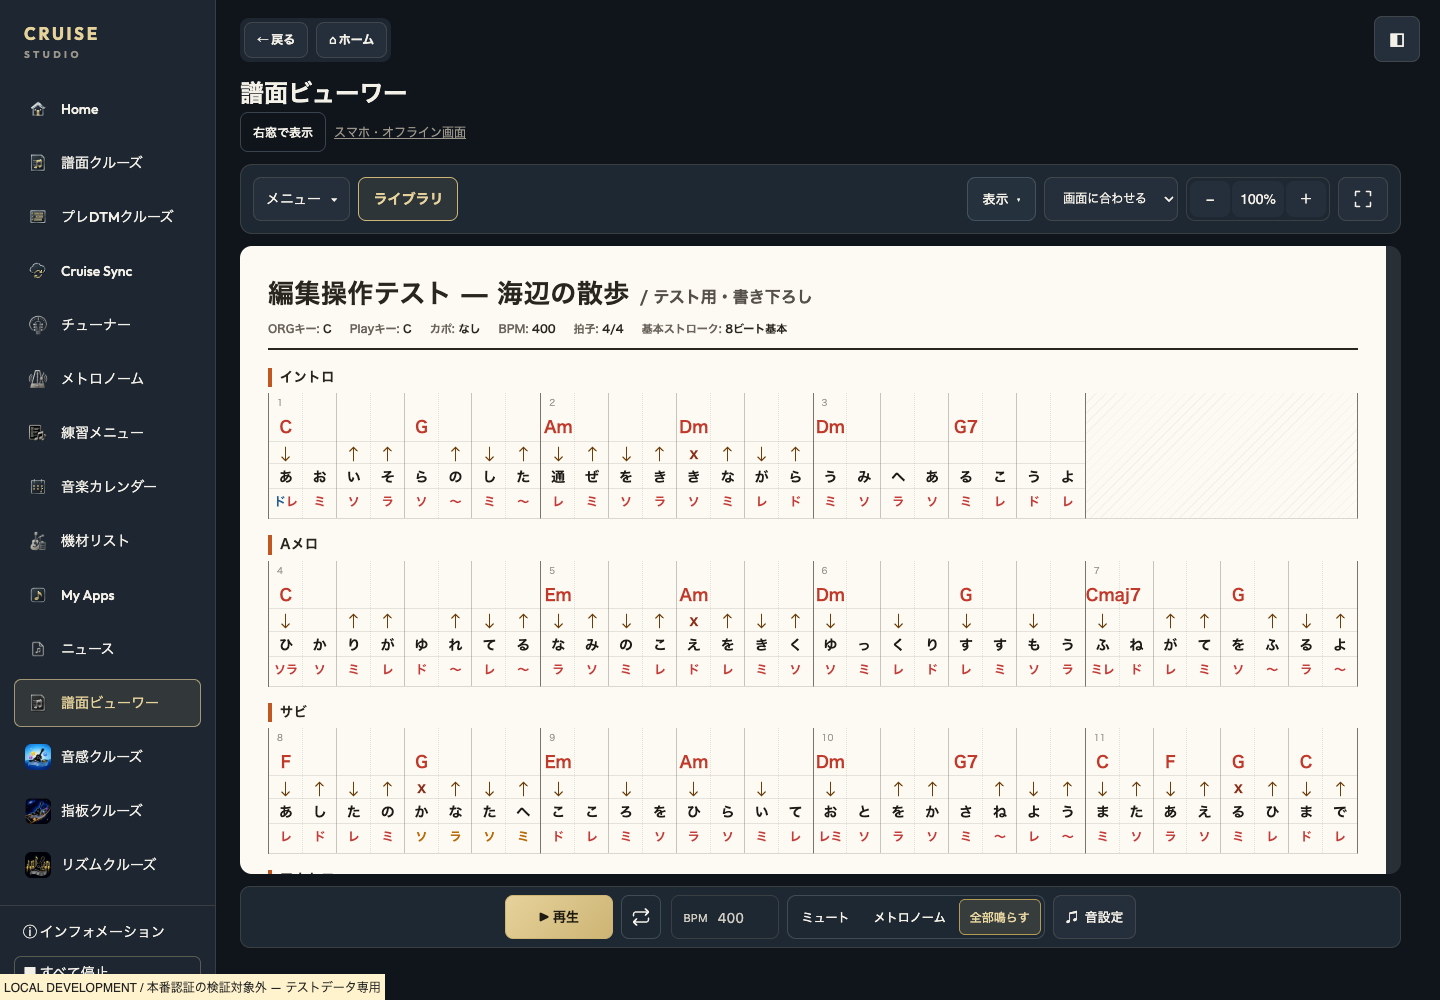 CRUISE
STUDIO
Home
譜面クルーズ
プレDTMクルーズ
Cruise Sync
チューナー
メトロノーム
練習メニュー
音楽カレンダー
機材リスト
My Apps
ニュース
譜面ビューワー
音感クルーズ
指板クルーズ
リズムクルーズ
ⓘ インフォメーション
■ すべて停止
LOCAL DEVELOPMENT / 本番認証の検証対象外 — テストデータ専用
← 戻る ⌂ ホーム
譜面ビューワー
右窓で表示 スマホ・オフライン画面
メニュー ▾ ライブラリ 表示 ▾ 画面に合わせる − 100% +
編集操作テスト — 海辺の散歩 / テスト用・書き下ろし
ORGキー: C Playキー: C カポ: なし BPM: 400 拍子: 4/4 基本ストローク: 8ビート基本
イントロ
1 2 3
C G Am Dm Dm G7
↓ ↑ ↑ ↑ ↓ ↑ ↓ ↑ ↓ ↑ x ↑ ↓ ↑
あ お い そ ら の し た 通 ぜ を き き な が ら う み へ あ る こ う よ
ドレ ミ ソ ラ ソ 〜 ミ 〜 レ ミ ソ ラ ソ ミ レ ド ミ ソ ラ ソ ミ レ ド レ
Aメロ
4 5 6 7
C Em Am Dm G Cmaj7 G
↓ ↑ ↑ ↑ ↓ ↑ ↓ ↑ ↓ ↑ x ↑ ↓ ↑ ↓ ↓ ↓ ↓ ↓ ↑ ↑ ↑ ↓ ↑
ひ か り が ゆ れ て る な み の こ え を き く ゆ っ く り す す も う ふ ね が て を ふ る よ
ソラ ソ ミ レ ド 〜 レ 〜 ラ ソ ミ レ ド レ ミ ソ ソ ミ レ ド レ ミ ソ ラ ミレ ド レ ミ ソ 〜 ラ 〜
サビ
8 9 10 11
F G Em Am Dm G7 C F G C
↓ ↑ ↓ ↑ x ↑ ↓ ↑ ↓ ↓ ↓ ↓ ↓ ↑ ↑ ↑ ↓ ↑ ↓ ↑ ↓ ↑ x ↑ ↓ ↑
あ し た の か な た へ こ こ ろ を ひ ら い て お と を か さ ね よ う ま た あ え る ひ ま で
レ ド レ ミ ソ ラ ソ ミ ド レ ミ ソ ラ ソ ミ レ レミ ソ ラ ソ ミ 〜 レ 〜 ミ ソ ラ ソ ミ レ ド レ
▶ 再生 BPM 400 ミュート メトロノーム 全部鳴らす ♫ 音設定